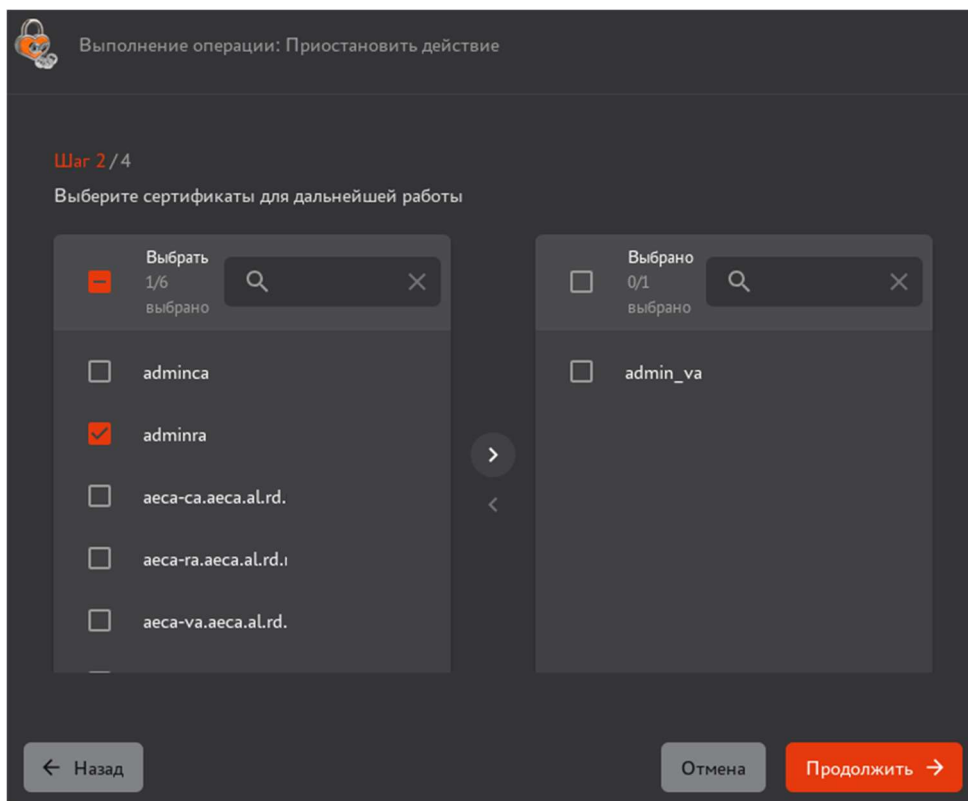 Выполнение операции: Приостановить действие
Шаг 2 / 4
Выберите сертификаты для дальнейшей работы
Выбрать
1/6
выбрано
adminca
adminra
aeca-ca.aeca.al.rd.
aeca-ra.aeca.al.rd.
aeca-va.aeca.al.rd.
Выбрано
0/1
выбрано
admin_va
Назад
Отмена
Продолжить